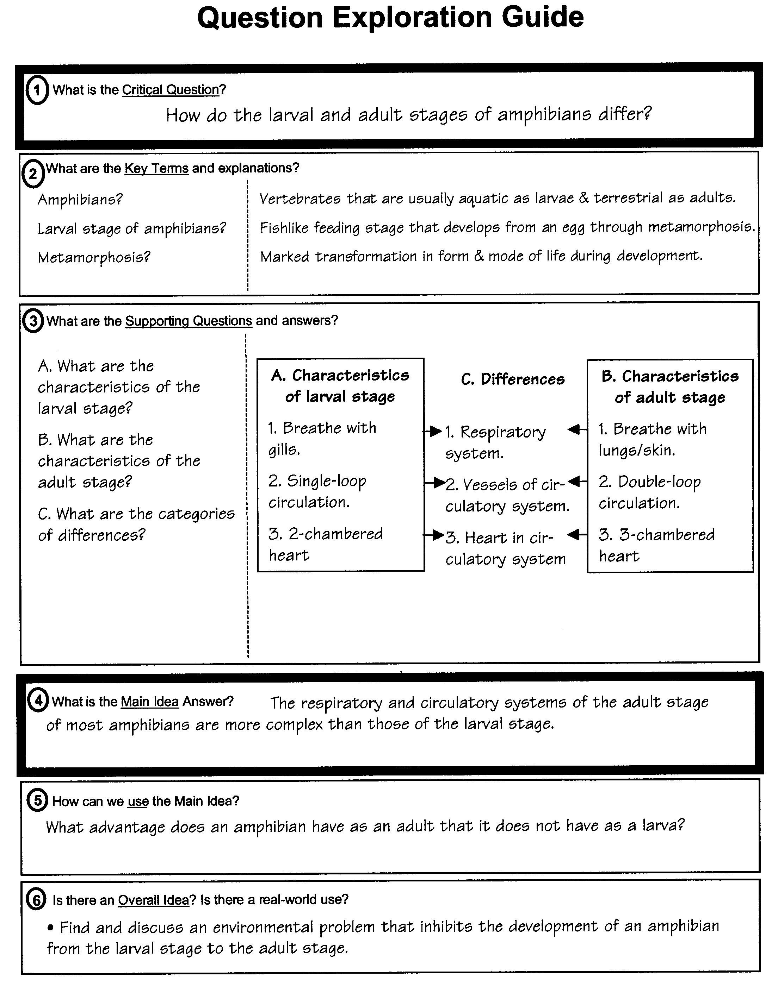 Question Exploration Guide
1 What is the Critical Question?
How do the larval and adult stages of amphibians differ?
2 What are the Key Terms and explanations?
Amphibians?
Vertebrates that are usually aquatic as larvae & terrestrial as adults.
Larval stage of amphibians?
Fishlike feeding stage that develops from an egg through metamorphosis.
Metamorphosis?
Marked transformation in form & mode of life during development.
3 What are the Supporting Questions and answers?
A. What are the
characteristics of the
larval stage?
B. What are the
characteristics of the
adult stage?
C. What are the categories
of differences?
A. Characteristics
of larval stage
1. Breathe with
gills.
2. Single-loop
circulation.
3. 2-chambered
heart
C. Differences
1. Respiratory
system.
2. Vessels of cir-
culatory system.
3. Heart in cir-
culatory system
B. Characteristics
of adult stage
1. Breathe with
lungs/skin.
2. Double-loop
circulation.
3. 3-chambered
heart
4 What is the Main Idea Answer? The respiratory and circulatory systems of the adult stage
of most amphibians are more complex than those of the larval stage.
5 How can we use the Main Idea?
What advantage does an amphibian have as an adult that it does not have as a larva?
6 Is there an Overall Idea? Is there a real-world use?
• Find and discuss an environmental problem that inhibits the development of an amphibian
from the larval stage to the adult stage.